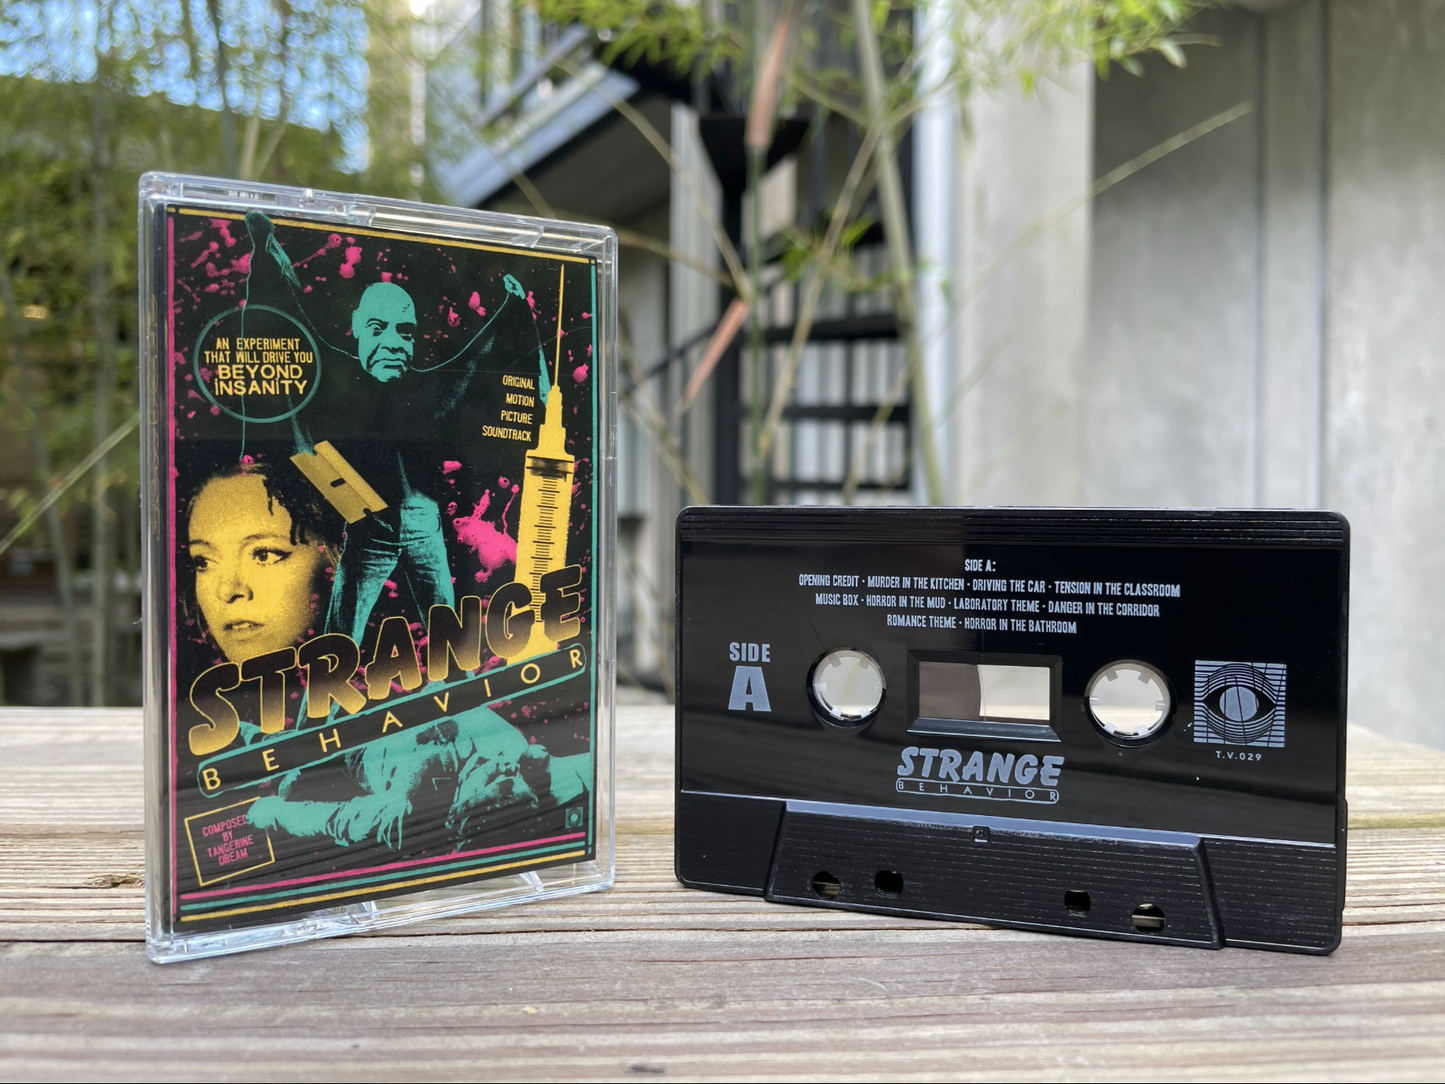 AN EXPERIMENT
THAT WILL DRIVE YOU
BEYOND
INSANITY
ORIGINAL
MOTION
PICTURE
SOUNDTRACK
STRANGE
BEHAVIOR
COMPOSED
BY
TANGERINE
DREAM
SIDE A:
OPENING CREDIT · MURDER IN THE KITCHEN · DRIVING THE CAR · TENSION IN THE CLASSROOM
MUSIC BOX · HORROR IN THE MUD · LABORATORY THEME · DANGER IN THE CORRIDOR
ROMANCE THEME · HORROR IN THE BATHROOM
SIDE
A
T.V.029
STRANGE
BEHAVIOR